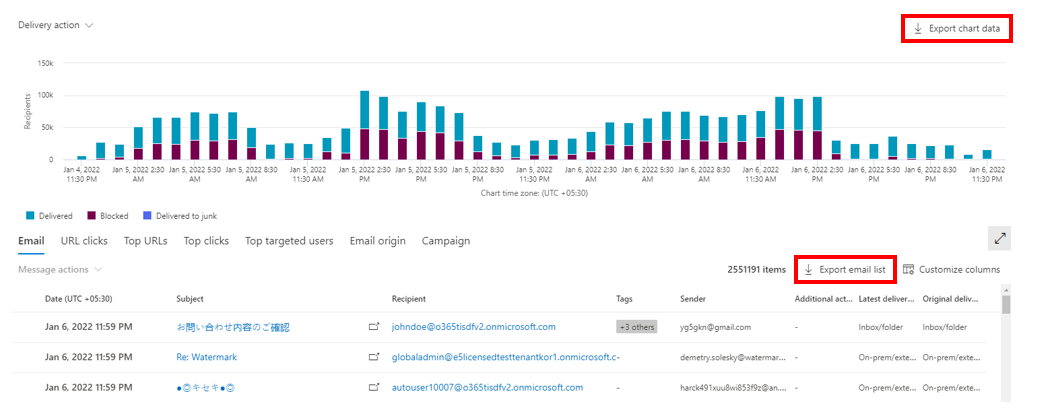 Delivery action
Export chart data
150k
100k
50k
0
Recipients
Jan 4, 2022 11:30 PM
Jan 5, 2022 2:30 AM
Jan 5, 2022 5:30 AM
Jan 5, 2022 8:30 AM
Jan 5, 2022 11:30 AM
Jan 5, 2022 2:30 PM
Jan 5, 2022 5:30 PM
Jan 5, 2022 8:30 PM
Jan 5, 2022 11:30 PM
Jan 6, 2022 2:30 AM
Jan 6, 2022 5:30 AM
Jan 6, 2022 8:30 AM
Jan 6, 2022 11:30 AM
Jan 6, 2022 2:30 PM
Jan 6, 2022 5:30 PM
Jan 6, 2022 8:30 PM
Jan 6, 2022 11:30 PM
Chart time zone: (UTC +05:30)
Delivered Blocked Delivered to junk
Email URL clicks Top URLs Top clicks Top targeted users Email origin Campaign
Message actions 2551191 items Export email list Customize columns
Date (UTC +05:30) Subject Recipient Tags Sender Additional act... Latest deliver... Original deliv...
Jan 6, 2022 11:59 PM お問い合わせ内容のご確認 johndoe@o365tisdfv2.onmicrosoft.com +3 others yg5gkn@gmail.com - Inbox/folder Inbox/folder
Jan 6, 2022 11:59 PM Re: Watermark globaladmin@e5licensedtesttenantkor1.onmicrosoft.c- demetry.solesky@watermar... - On-prem/exte... On-prem/exte...
Jan 6, 2022 11:59 PM ●◎キセキ●◎ autouser10007@o365tisdfv2.onmicrosoft.com - harck491xuu8wi853f9z@an... - On-prem/exte... On-prem/exte...